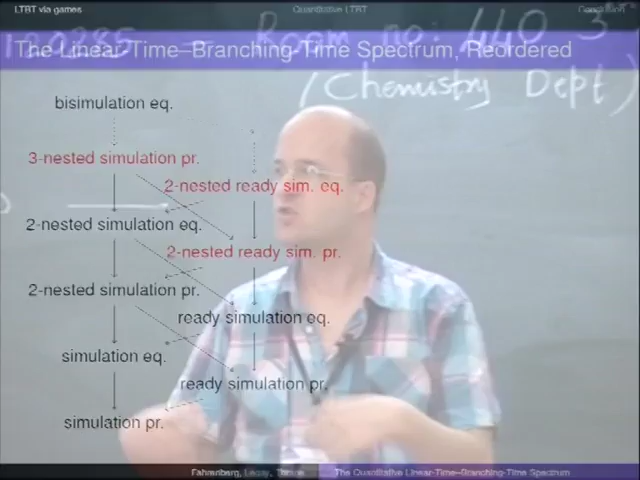 LTBT via games Quantitative LTBT Conclusion
Room no: 440 3
The Linear-Time–Branching-Time Spectrum, Reordered
(Chemistry Dept)
bisimulation eq.
3-nested simulation pr.
2-nested ready sim. eq.
2-nested simulation eq.
2-nested ready sim. pr.
2-nested simulation pr.
ready simulation eq.
simulation eq.
ready simulation pr.
simulation pr.
Fahrenberg, Legay, Thrane The Quantitative Linear-Time–Branching-Time Spectrum